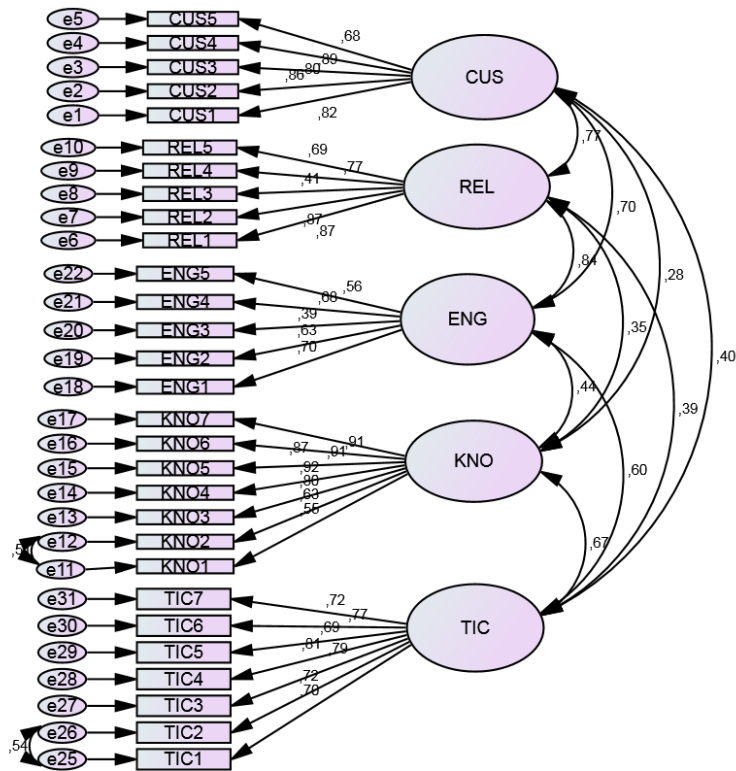 e5 CUS5
,68
e4 CUS4
,89
e3 CUS3
,80
e2 CUS2
,86
e1 CUS1
,82
CUS
,77
e10 REL5
,69
e9 REL4
,77
e8 REL3
,41
e7 REL2
,87
e6 REL1
,87
REL
,70
,84
,28
,35
,40
e22 ENG5
,56
e21 ENG4
,68
e20 ENG3
,39
e19 ENG2
,63
e18 ENG1
,70
ENG
,44
,39
,60
e17 KNO7
,91
e16 KNO6
,91
e15 KNO5
,87
e14 KNO4
,92
e13 KNO3
,80
e12 KNO2
,63
e11 KNO1
,55
KNO
,67
e31 TIC7
,72
e30 TIC6
,77
e29 TIC5
,69
e28 TIC4
,79
e27 TIC3
,81
e26 TIC2
,72
e25 TIC1
,70
,54
TIC